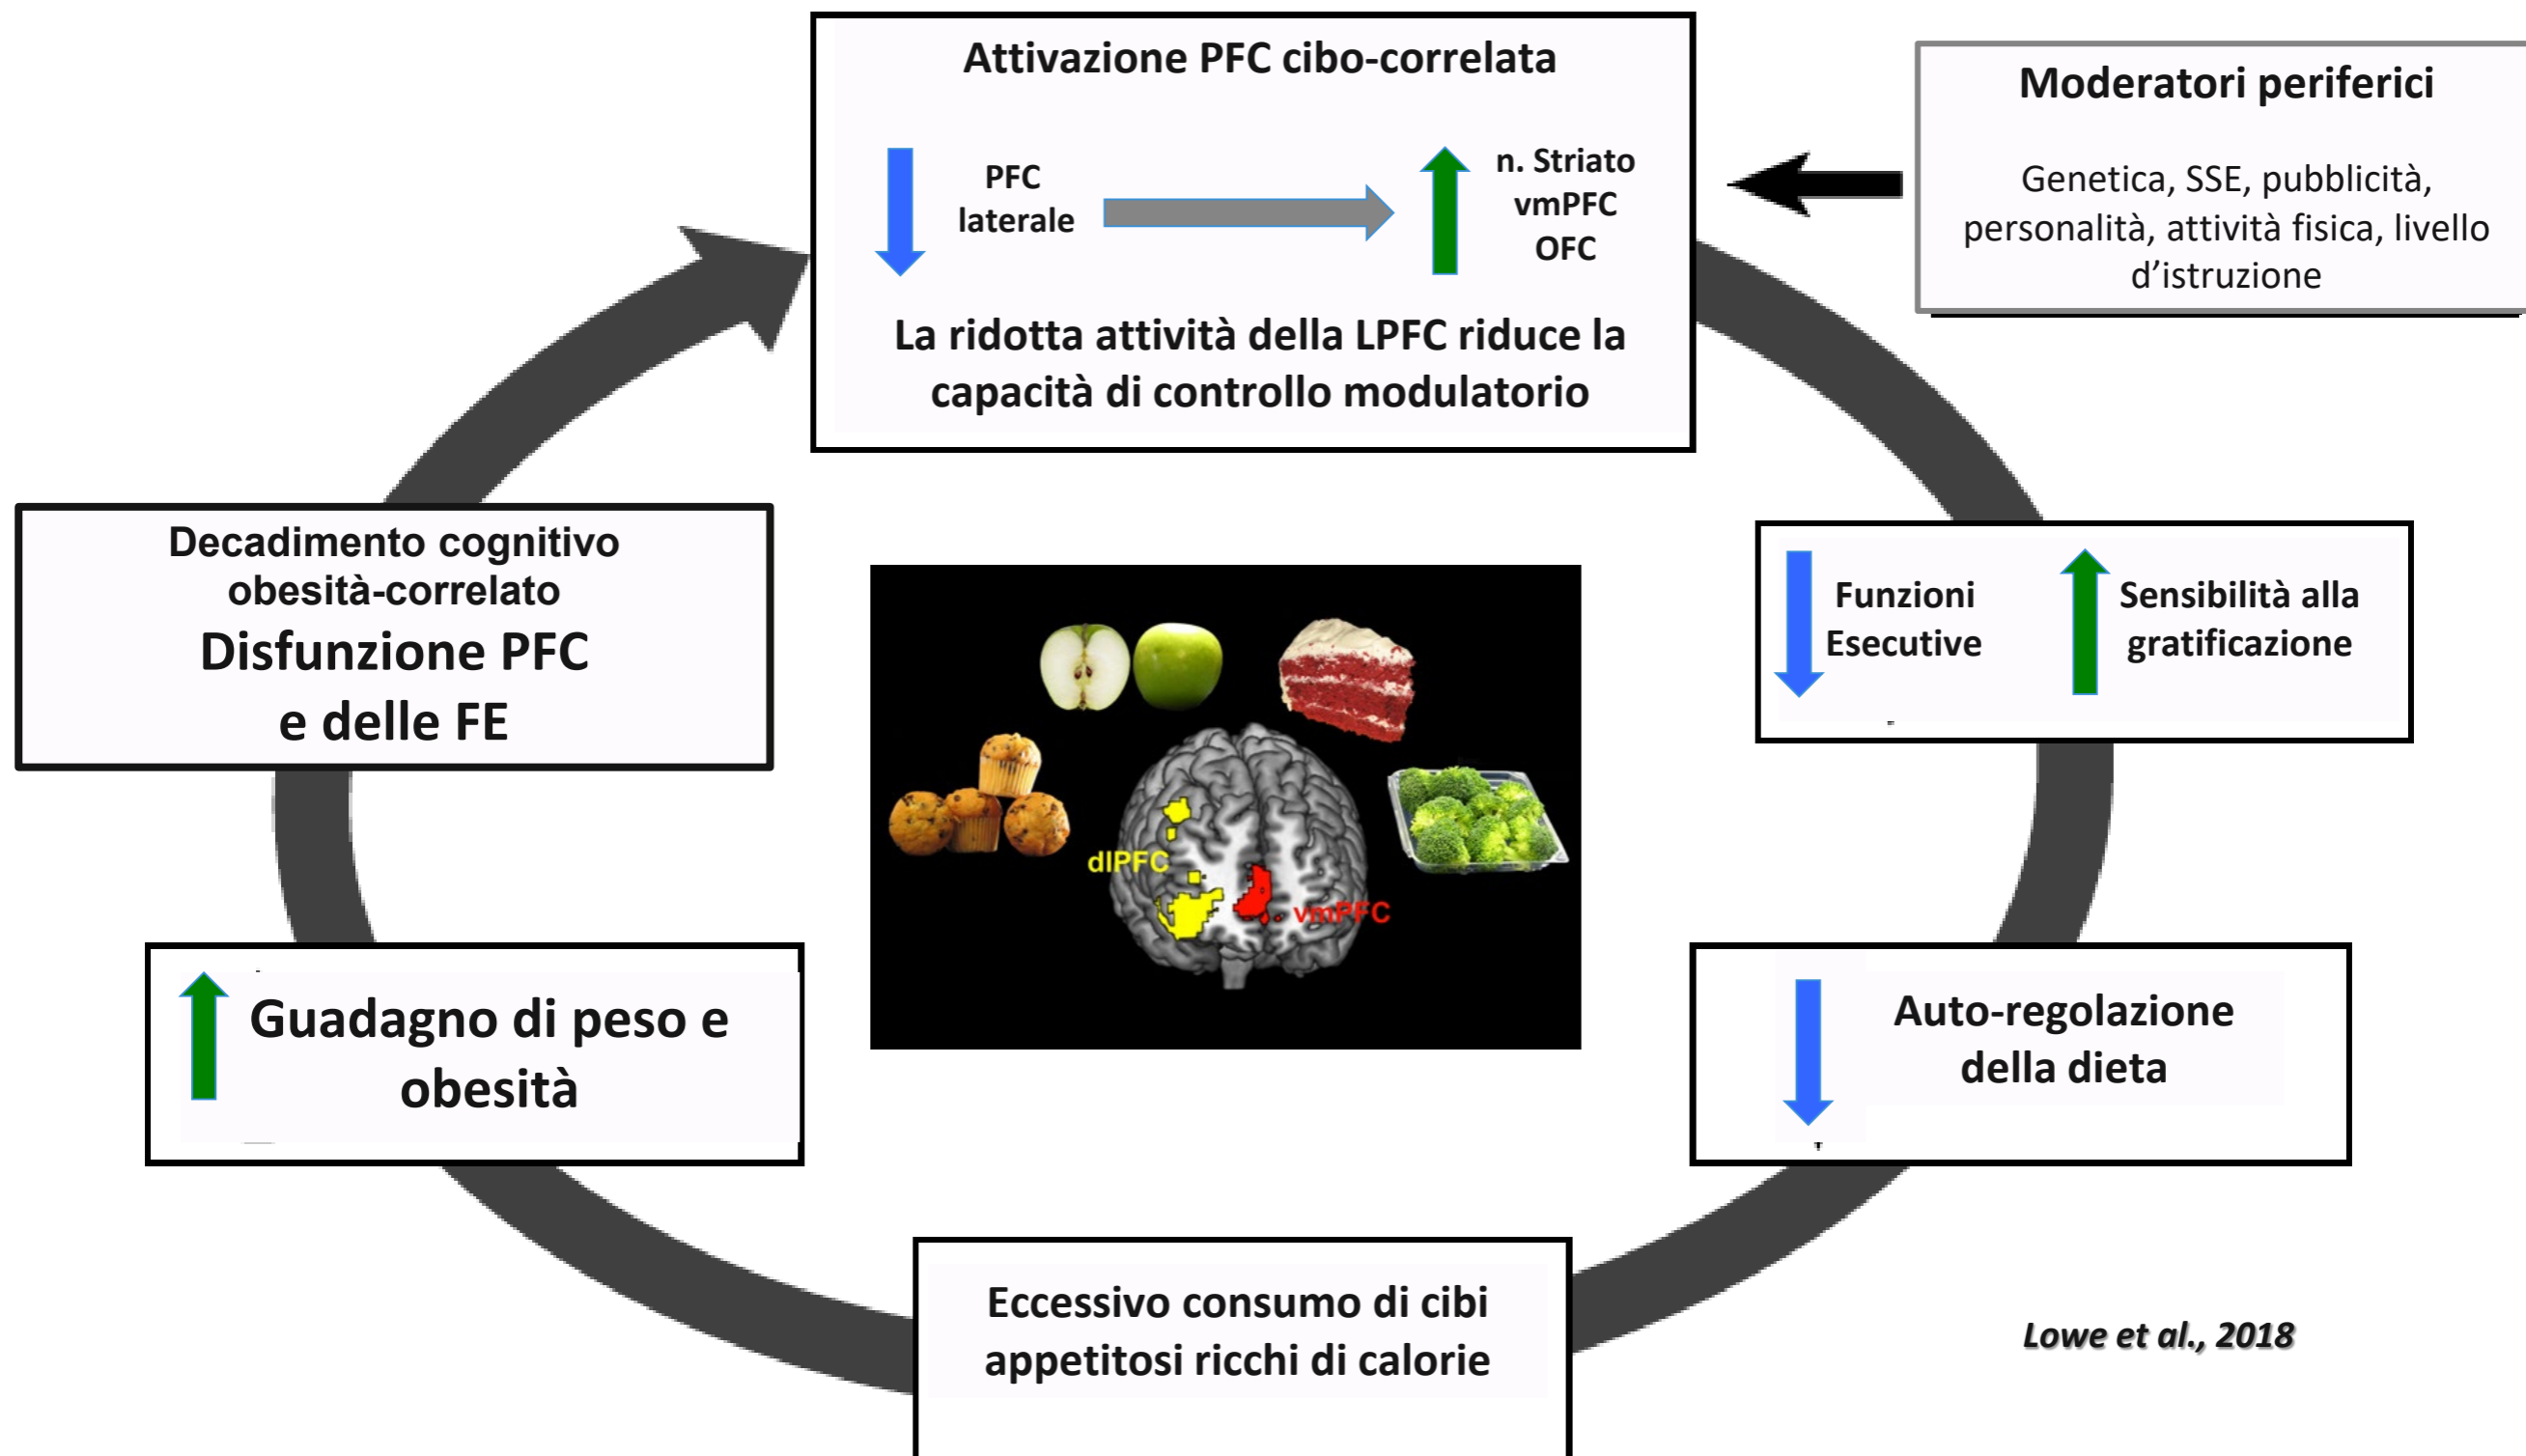 Attivazione PFC cibo-correlata
PFC
laterale
n. Striato
vmPFC
OFC
La ridotta attività della LPFC riduce la
capacità di controllo modulatorio
Moderatori periferici
Genetica, SSE, pubblicità,
personalità, attività fisica, livello
d’istruzione
Funzioni
Esecutive
Sensibilità alla
gratificazione
Auto-regolazione
della dieta
Eccessivo consumo di cibi
appetitosi ricchi di calorie
Guadagno di peso e
obesità
Decadimento cognitivo
obesità-correlato
Disfunzione PFC
e delle FE
dlPFC
vmPFC
Lowe et al., 2018